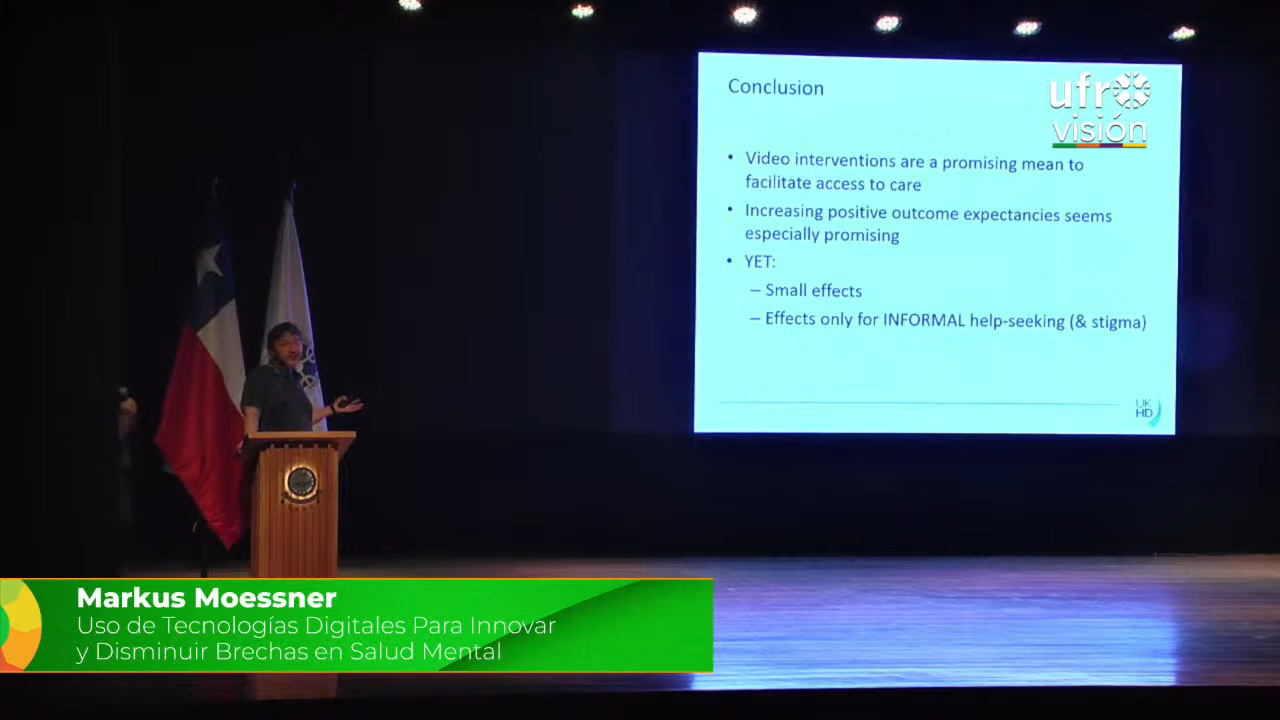 Conclusion
ufro
visión
• Video interventions are a promising mean to
facilitate access to care
• Increasing positive outcome expectancies seems
especially promising
• YET:
– Small effects
– Effects only for INFORMAL help-seeking (& stigma)
UK
HD
Markus Moessner
Uso de Tecnologías Digitales Para Innovar
y Disminuir Brechas en Salud Mental